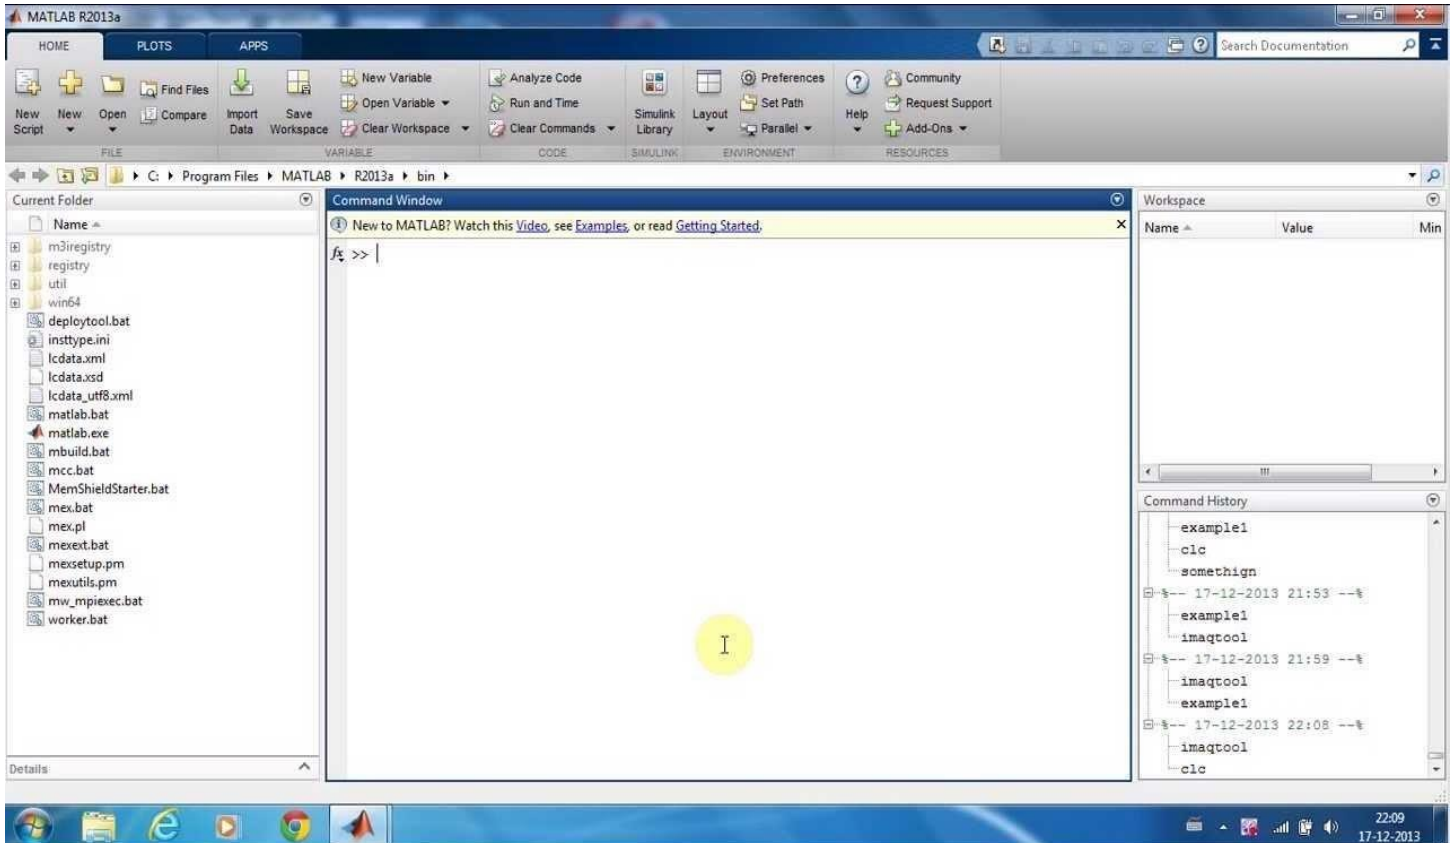 MATLAB R2013a
HOME PLOTS APPS
Search Documentation
New Script
New
Open
Find Files
Compare
FILE
Import Data
Save Workspace
New Variable
Open Variable
Clear Workspace
VARIABLE
Analyze Code
Run and Time
Clear Commands
CODE
Simulink Library
SIMULINK
Layout
Preferences
Set Path
Parallel
ENVIRONMENT
Help
Community
Request Support
Add-Ons
RESOURCES
C: Program Files MATLAB R2013a bin
Current Folder
Name
m3iregistry
registry
util
win64
deploytool.bat
insttype.ini
lcdata.xml
lcdata.xsd
lcdata_utf8.xml
matlab.bat
matlab.exe
mbuild.bat
mcc.bat
MemShieldStarter.bat
mex.bat
mex.pl
mexext.bat
mexsetup.pm
mexutils.pm
mw_mpiexec.bat
worker.bat
Details
Command Window
New to MATLAB? Watch this Video, see Examples, or read Getting Started.
fx >>
Workspace
Name Value Min
Command History
example1
clc
somethign
%-- 17-12-2013 21:53 --%
example1
imaqtool
%-- 17-12-2013 21:59 --%
imaqtool
example1
%-- 17-12-2013 22:08 --%
imaqtool
clc
22:09
17-12-2013